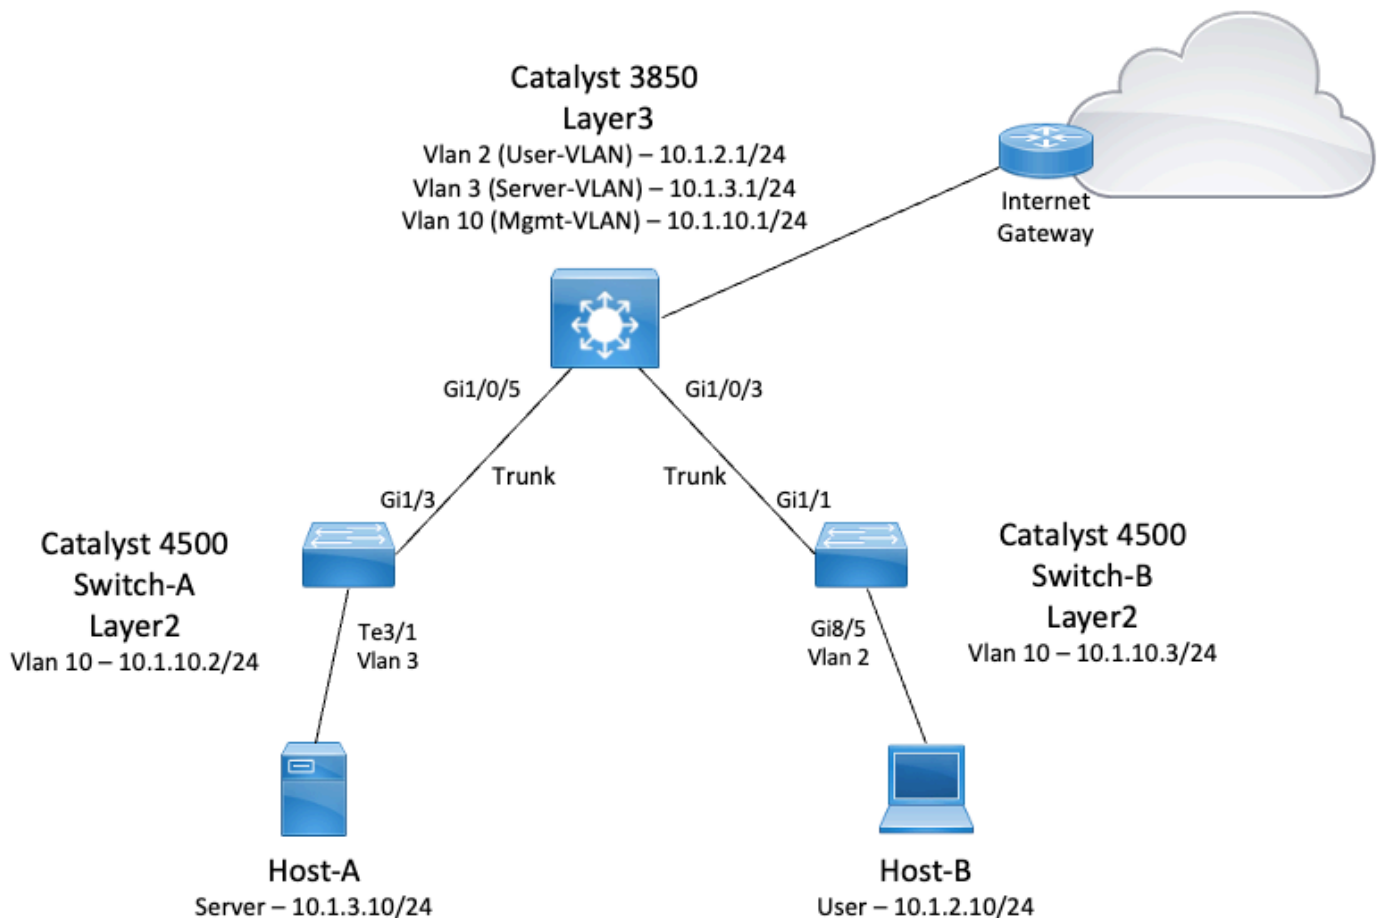 Catalyst 3850
Layer3
Vlan 2 (User-VLAN) – 10.1.2.1/24
Vlan 3 (Server-VLAN) – 10.1.3.1/24
Vlan 10 (Mgmt-VLAN) – 10.1.10.1/24
Internet
Gateway
Gi1/0/5
Gi1/0/3
Trunk
Trunk
Gi1/3
Gi1/1
Catalyst 4500
Switch-A
Layer2
Vlan 10 – 10.1.10.2/24
Te3/1
Vlan 3
Gi8/5
Vlan 2
Catalyst 4500
Switch-B
Layer2
Vlan 10 – 10.1.10.3/24
Host-A
Server – 10.1.3.10/24
Host-B
User – 10.1.2.10/24